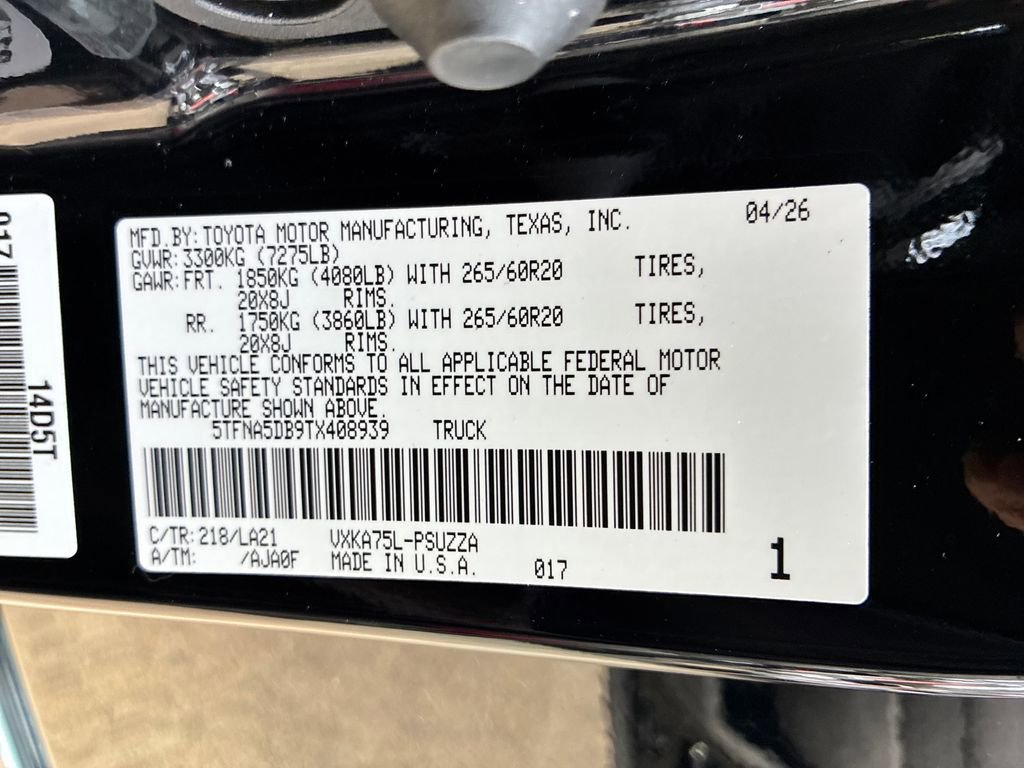 MFD.BY:TOYOTA MOTOR MANUFACTURING, TEXAS, INC. 04/26
GVWR:3300KG (7275LB)
GAWR:FRT. 1850KG (4080LB) WITH 265/60R20 TIRES,
20X8J RIMS.
RR. 1750KG (3860LB) WITH 265/60R20 TIRES,
20X8J RIMS.
THIS VEHICLE CONFORMS TO ALL APPLICABLE FEDERAL MOTOR
VEHICLE SAFETY STANDARDS IN EFFECT ON THE DATE OF
MANUFACTURE SHOWN ABOVE.
5TFNA5DB9TX408939 TRUCK
C/TR:218/LA21 VXKA75L-PSUZZA
A/TM: /AJA0F MADE IN U.S.A. 017 1
017
14D5T